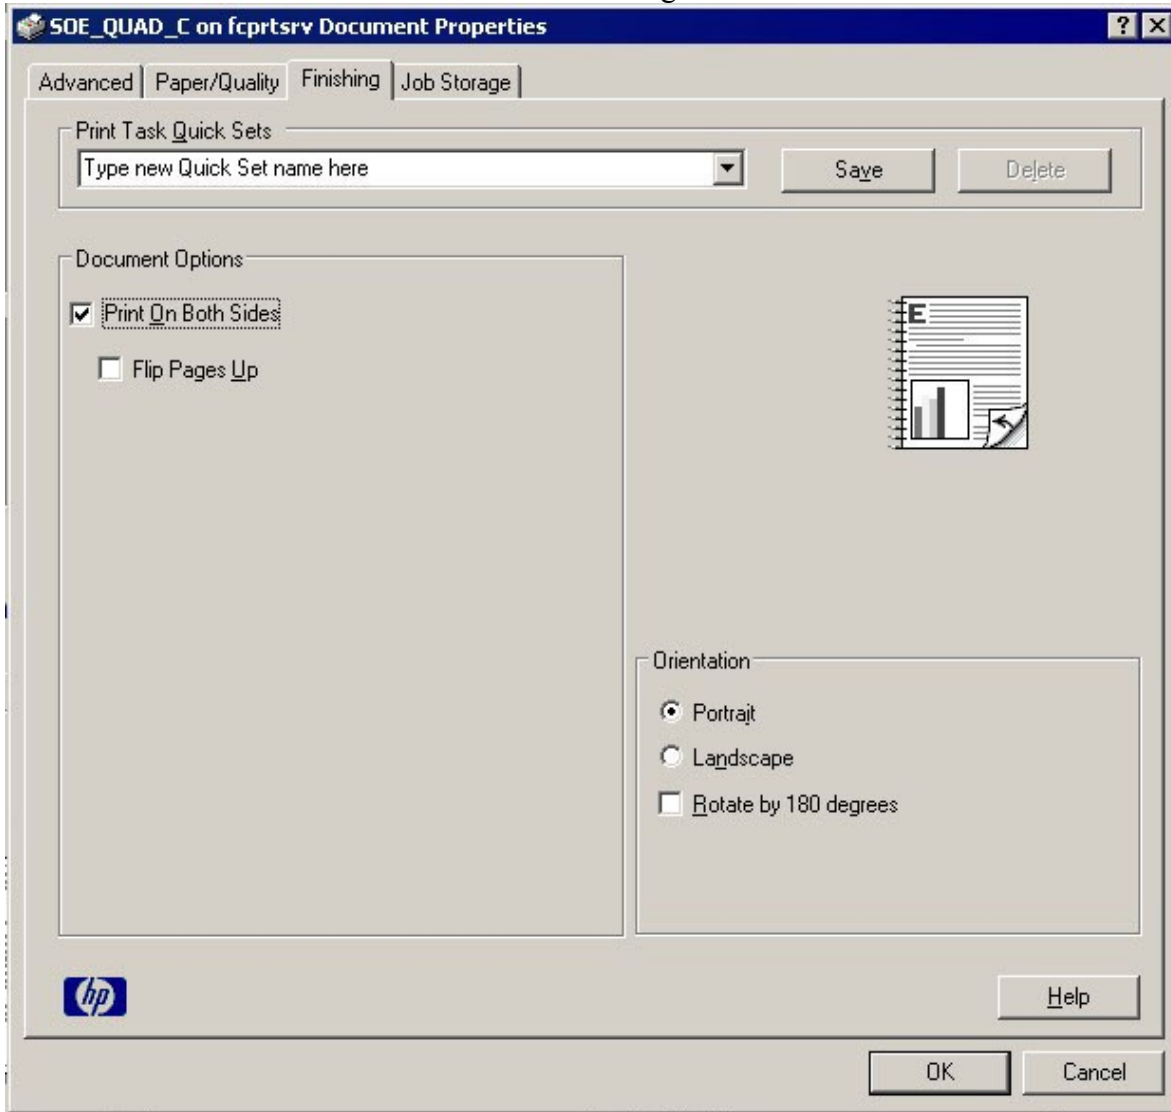 SOE_QUAD_C on fcprtsrv Document Properties
Advanced Paper/Quality Finishing Job Storage
Print Task Quick Sets
Type new Quick Set name here Save Delete
Document Options
Print On Both Sides
Flip Pages Up
E
Orientation
Portrait
Landscape
Rotate by 180 degrees
hp Help
OK Cancel